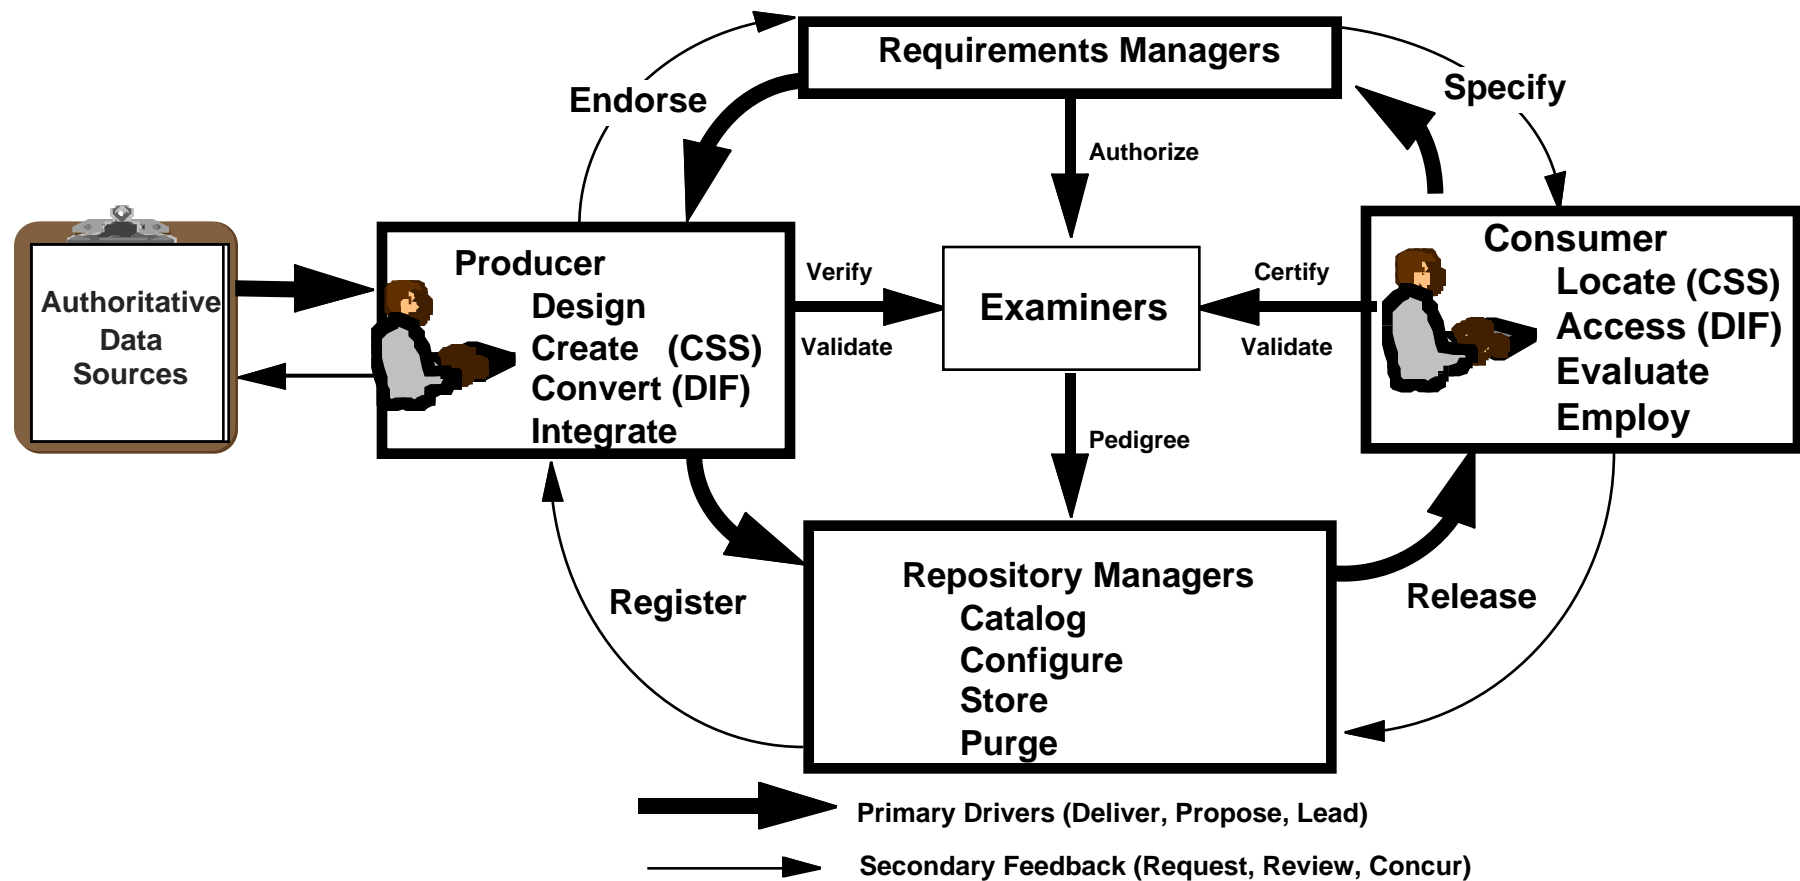 Requirements Managers
Endorse
Specify
Authorize
Authoritative
Data
Sources
Producer
Design
Create (CSS)
Convert (DIF)
Integrate
Verify
Validate
Examiners
Certify
Validate
Consumer
Locate (CSS)
Access (DIF)
Evaluate
Employ
Pedigree
Register
Release
Repository Managers
Catalog
Configure
Store
Purge
Primary Drivers (Deliver, Propose, Lead)
Secondary Feedback (Request, Review, Concur)